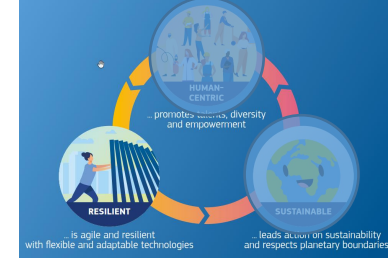 HUMAN-
CENTRIC
... promotes talents, diversity
and empowerment
RESILIENT
SUSTAINABLE
... is agile and resilient
with flexible and adaptable technologies
... leads action on sustainability
and respects planetary boundaries